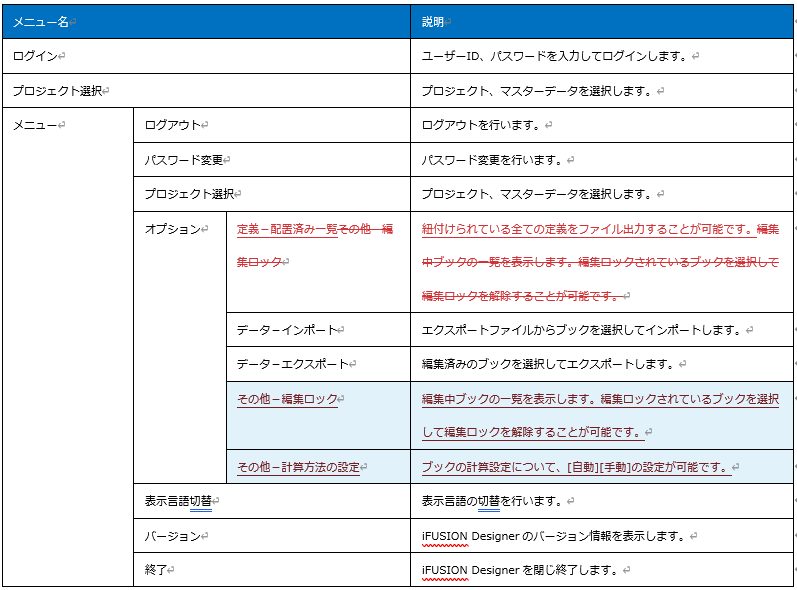 メニュー名 説明
ログイン ユーザーID、パスワードを入力してログインします。
プロジェクト選択 プロジェクト、マスターデータを選択します。
メニュー ログアウト ログアウトを行います。
パスワード変更 パスワード変更を行います。
プロジェクト選択 プロジェクト、マスターデータを選択します。
オプション 定義－配置済み一覧その他－編 紐付けられている全ての定義をファイル出力することが可能です。編集
集ロック 中ブックの一覧を表示します。編集ロックされているブックを選択して
編集ロックを解除することが可能です。
データーインポート エクスポートファイルからブックを選択してインポートします。
データーエクスポート 編集済みのブックを選択してエクスポートします。
その他－編集ロック 編集中ブックの一覧を表示します。編集ロックされているブックを選択
して編集ロックを解除することが可能です。
その他－計算方法の設定 ブックの計算設定について、[自動][手動]の設定が可能です。
表示言語切替 表示言語の切替を行います。
バージョン iFUSION Designer のバージョン情報を表示します。
終了 iFUSION Designer を閉じ終了します。